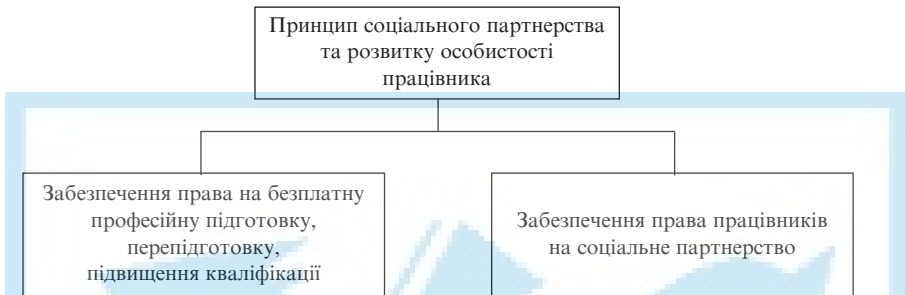 Принцип соціального партнерства
та розвитку особистості
працівника
Забезпечення права на безплатну
професійну підготовку,
перепідготовку,
підвищення кваліфікації
Забезпечення права працівників
на соціальне партнерство